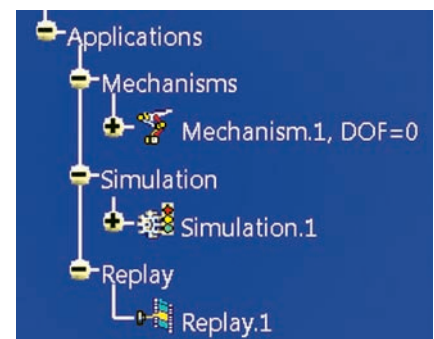 Applications
Mechanisms
Mechanism.1, DOF=0
Simulation
Simulation.1
Replay
Replay.1